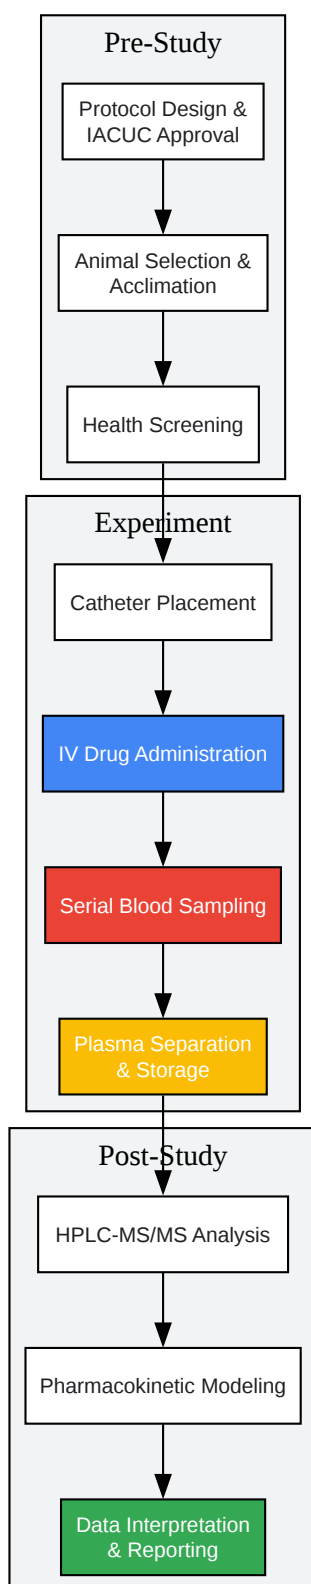 Pre-Study
Protocol Design &
IACUC Approval
Animal Selection &
Acclimation
Health Screening
Experiment
Catheter Placement
IV Drug Administration
Serial Blood Sampling
Plasma Separation
& Storage
Post-Study
HPLC-MS/MS Analysis
Pharmacokinetic Modeling
Data Interpretation
& Reporting